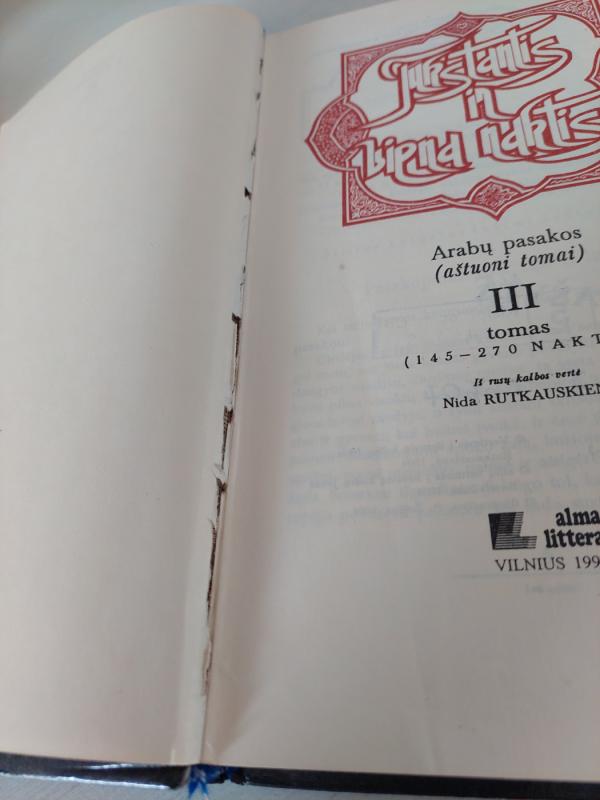 Tūkstantis
ir
viena naktis
Arabų pasakos
(aštuoni tomai)
III
tomas
(145–270 NAKT
Iš rusų kalbos vertė
Nida RUTKAUSKIEN
alma
littera
VILNIUS 199